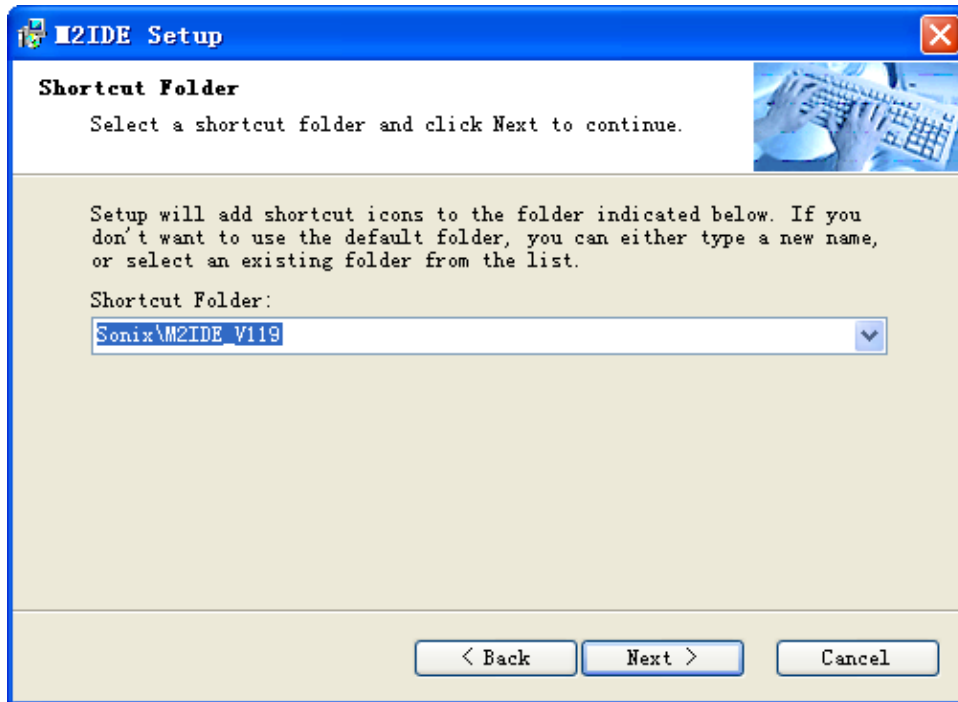 M2IDE Setup
Shortcut Folder
Select a shortcut folder and click Next to continue.
Setup will add shortcut icons to the folder indicated below. If you
don't want to use the default folder, you can either type a new name,
or select an existing folder from the list.
Shortcut Folder:
Sonix\M2IDE_V119
< Back
Next >
Cancel